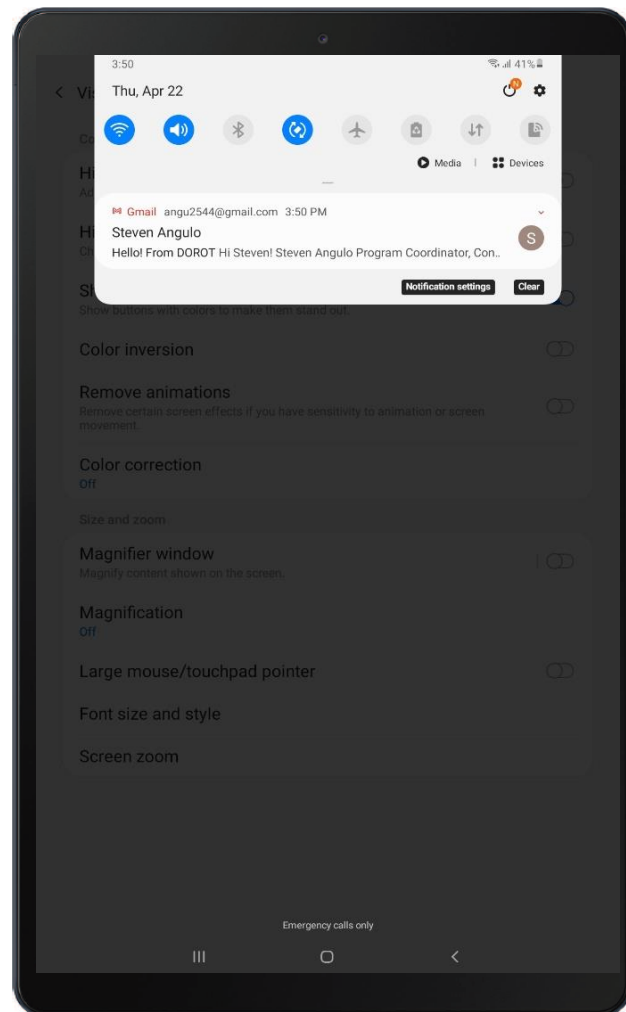 3:50
41%
Thu, Apr 22
N
Media | Devices
Gmail angu2544@gmail.com 3:50 PM
Steven Angulo
S
Hello! From DOROT Hi Steven! Steven Angulo Program Coordinator, Con..
Notification settings Clear
Show buttons with colors to make them stand out.
Color inversion
Remove animations
Remove certain screen effects if you have sensitivity to animation or screen
movement.
Color correction
Off
Size and zoom
Magnifier window
Magnify content shown on the screen.
Magnification
Off
Large mouse/touchpad pointer
Font size and style
Screen zoom
Emergency calls only